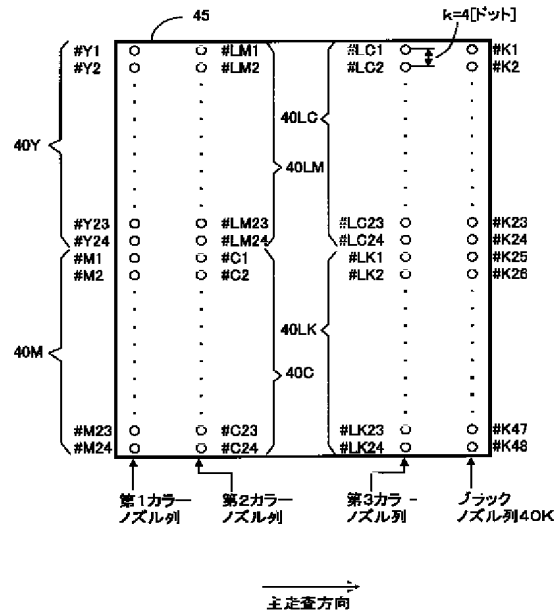 45
k=4[ドット]
#Y1 #LM1 #LC1 #K1
#Y2 #LM2 #LC2 #K2
40Y 40LC
40LM
#Y23 #LM23 #LC23 #K23
#Y24 #LM24 #LC24 #K24
#M1 #C1 #LK1 #K25
#M2 #C2 #LK2 #K26
40M 40LK
40C
#M23 #C23 #LK23 #K47
#M24 #C24 #LK24 #K48
第1カラー 第2カラー 第3カラー ブラック
ノズル列 ノズル列 ノズル列 ノズル列40K
主走査方向